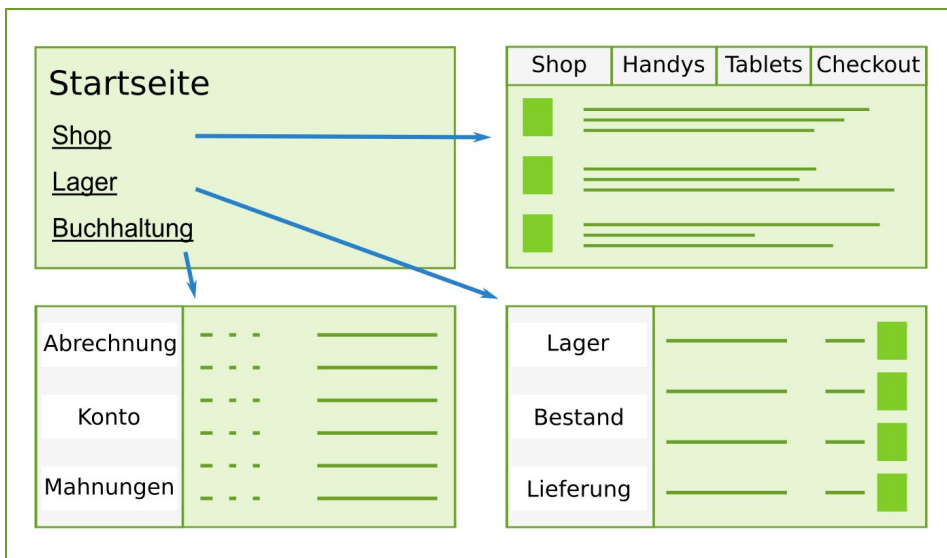 Startseite
Shop
Lager
Buchhaltung
Shop Handys Tablets Checkout
Abrechnung
Konto
Mahnungen
Lager
Bestand
Lieferung